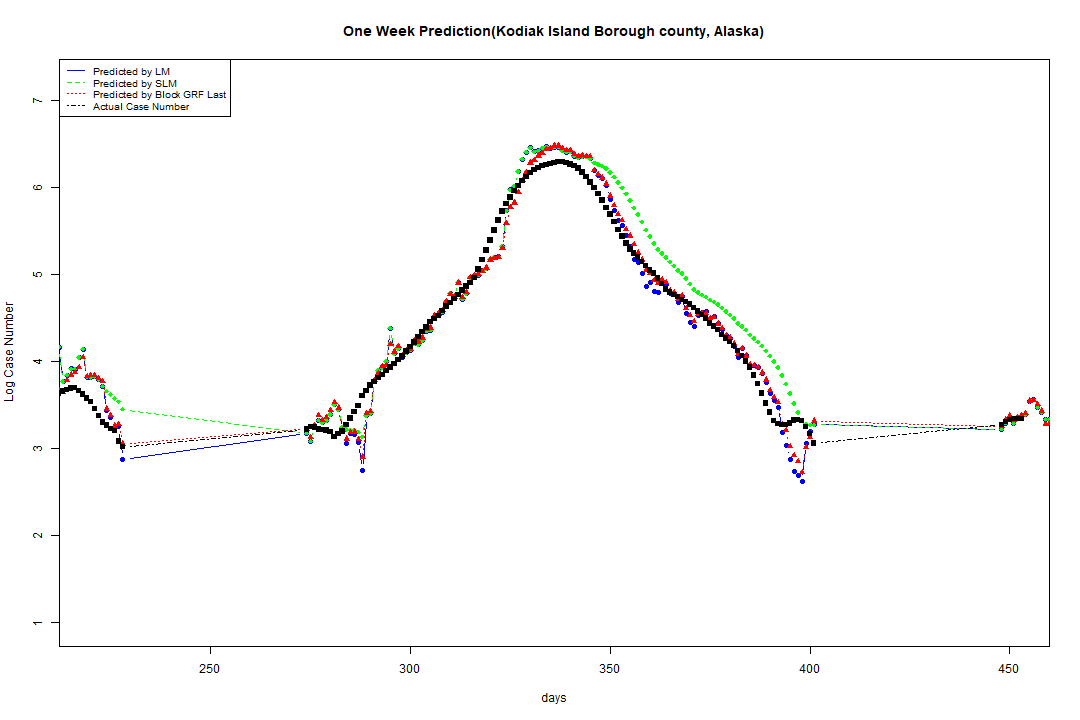 One Week Prediction(Kodiak Island Borough county, Alaska)
Predicted by LM
Predicted by SLM
Predicted by Block GRF Last
Actual Case Number
7
6
5
4
3
2
1
Log Case Number
250 300 350 400 450
days